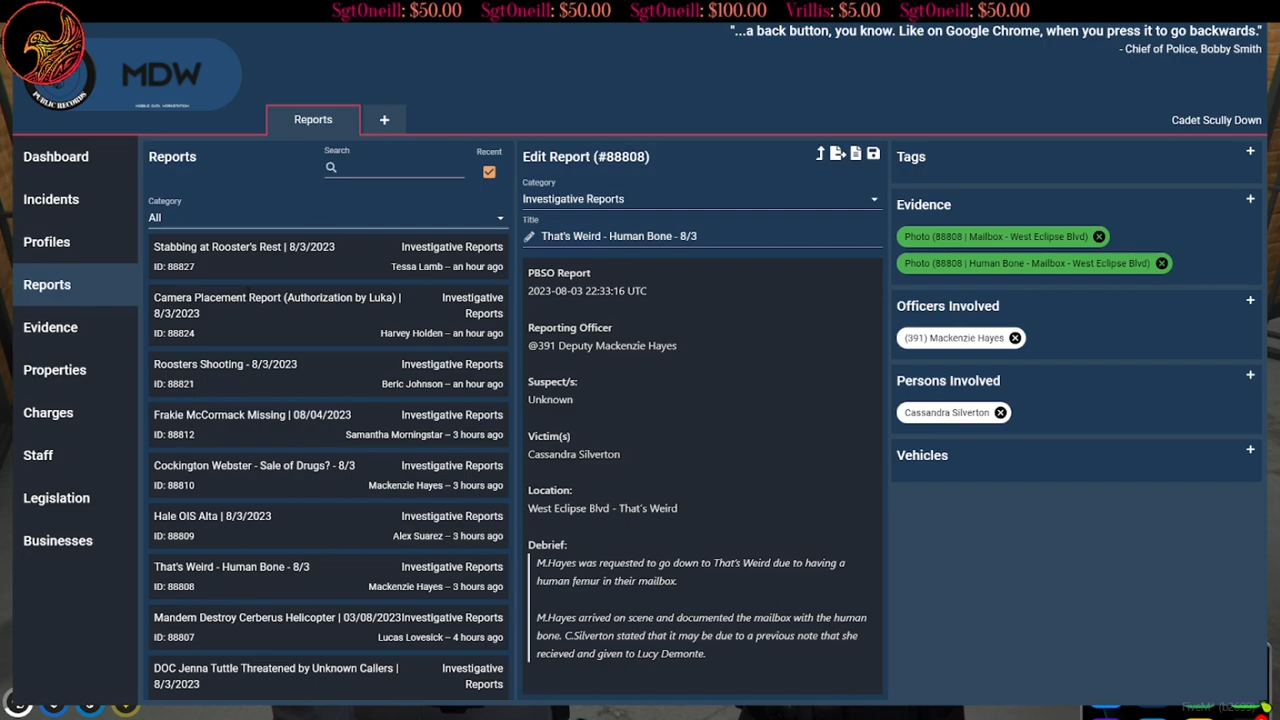 SgtOneill: $50.00 SgtOneill: $50.00 SgtOneill: $100.00 Vrillis: $5.00 SgtOneill: $50.00
"...a back button, you know. Like on Google Chrome, when you press it to go backwards."
- Chief of Police, Bobby Smith
MDW
MOBILE DATA WORKSTATION
PUBLIC RECORDS
Reports
+
Cadet Scully Down
Dashboard
Incidents
Profiles
Reports
Evidence
Properties
Charges
Staff
Legislation
Businesses
Reports
Search
Recent
Category
All
Stabbing at Rooster's Rest | 8/3/2023 Investigative Reports
ID: 88827 Tessa Lamb – an hour ago
Camera Placement Report (Authorization by Luka) | Investigative
8/3/2023 Reports
ID: 88824 Harvey Holden – an hour ago
Roosters Shooting - 8/3/2023 Investigative Reports
ID: 88821 Beric Johnson – an hour ago
Frakie McCormack Missing | 08/04/2023 Investigative Reports
ID: 88812 Samantha Morningstar – 3 hours ago
Cockington Webster - Sale of Drugs? - 8/3 Investigative Reports
ID: 88810 Mackenzie Hayes – 3 hours ago
Hale OIS Alta | 8/3/2023 Investigative Reports
ID: 88809 Alex Suarez – 3 hours ago
That's Weird - Human Bone - 8/3 Investigative Reports
ID: 88808 Mackenzie Hayes – 3 hours ago
Mandem Destroy Cerberus Helicopter | 03/08/2023 Investigative Reports
ID: 88807 Lucas Lovesick – 4 hours ago
DOC Jenna Tuttle Threatened by Unknown Callers | Investigative
8/3/2023 Reports
Edit Report (#88808)
Category
Investigative Reports
Title
That's Weird - Human Bone - 8/3
PBSO Report
2023-08-03 22:33:16 UTC
Reporting Officer
@391 Deputy Mackenzie Hayes
Suspect/s:
Unknown
Victim(s)
Cassandra Silverton
Location:
West Eclipse Blvd - That's Weird
Debrief:
M.Hayes was requested to go down to That's Weird due to having a
human femur in their mailbox.
M.Hayes arrived on scene and documented the mailbox with the human
bone. C.Silverton stated that it may be due to a previous note that she
recieved and given to Lucy Demonte.
Tags +
Evidence +
Photo (88808 | Mailbox - West Eclipse Blvd)
Photo (88808 | Human Bone - Mailbox - West Eclipse Blvd)
Officers Involved +
(391) Mackenzie Hayes
Persons Involved +
Cassandra Silverton
Vehicles +